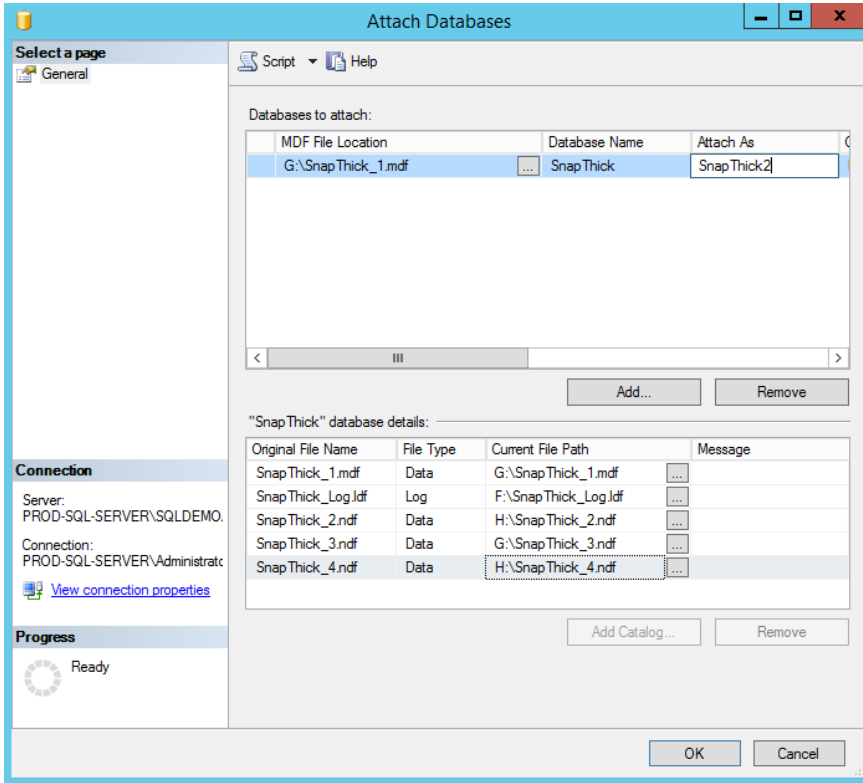 Attach Databases
Select a page
General
Script Help
Databases to attach:
MDF File Location Database Name Attach As
G:\SnapThick_1.mdf ... SnapThick SnapThick2
Add... Remove
"SnapThick" database details:
Original File Name File Type Current File Path Message
SnapThick_1.mdf Data G:\SnapThick_1.mdf ...
SnapThick_Log.ldf Log F:\SnapThick_Log.ldf ...
SnapThick_2.ndf Data H:\SnapThick_2.ndf ...
SnapThick_3.ndf Data G:\SnapThick_3.ndf ...
SnapThick_4.ndf Data H:\SnapThick_4.ndf ...
Add Catalog... Remove
Connection
Server:
PROD-SQL-SERVER\SQLDEMO.
Connection:
PROD-SQL-SERVER\Administratc
View connection properties
Progress
Ready
OK Cancel